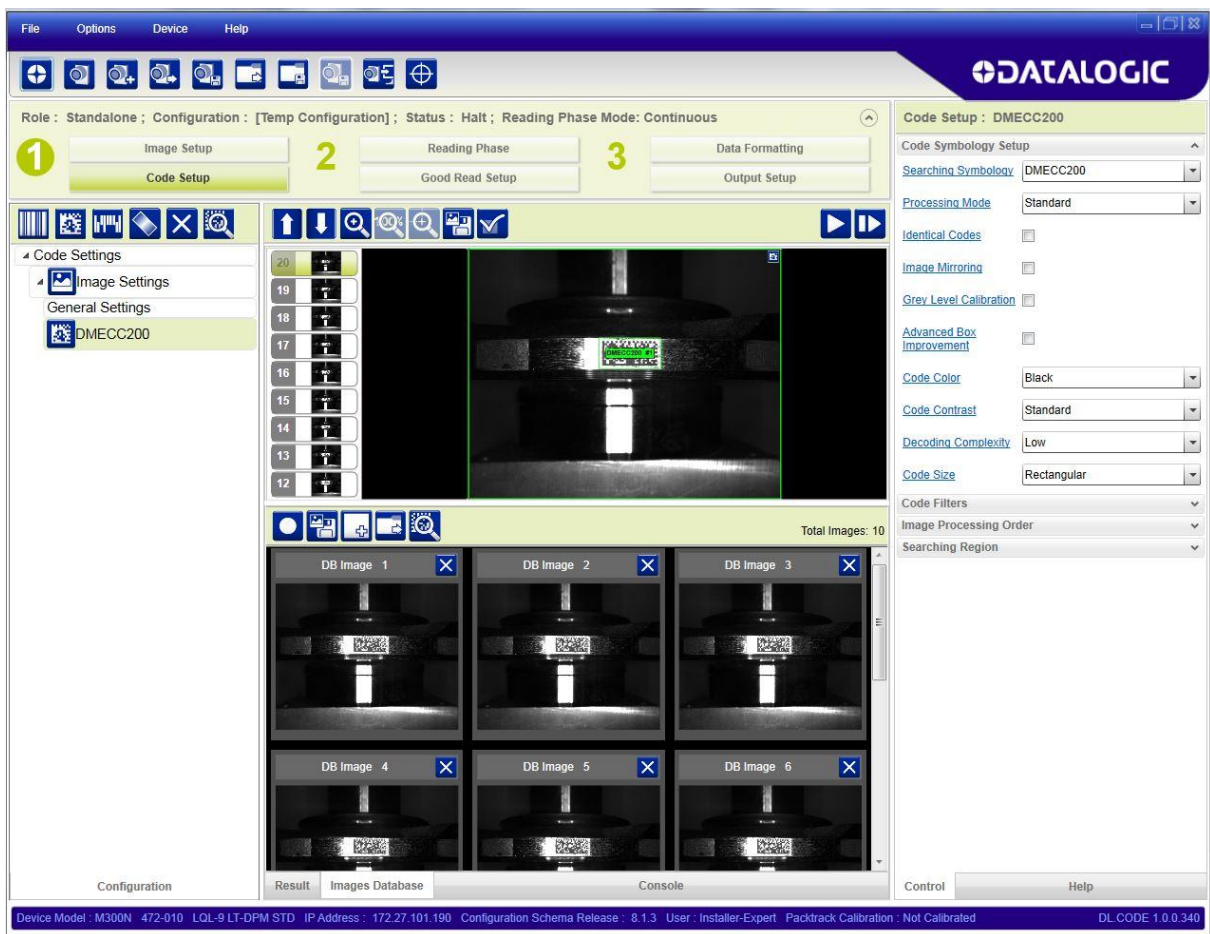 File Options Device Help
DATALOGIC
Role : Standalone ; Configuration : [Temp Configuration] ; Status : Halt ; Reading Phase Mode: Continuous
1 Image Setup 2 Reading Phase 3 Data Formatting
Code Setup Good Read Setup Output Setup
Code Settings
Image Settings
General Settings
DMECC200
Configuration
100%
20
19
18
17
16
15
14
13
12
DMECC200 #1
Total Images: 10
DB Image 1 DB Image 2 DB Image 3
DB Image 4 DB Image 5 DB Image 6
Result Images Database Console
Code Setup : DMECC200
Code Symbology Setup
Searching Symbology DMECC200
Processing Mode Standard
Identical Codes
Image Mirroring
Grey Level Calibration
Advanced Box
Improvement
Code Color Black
Code Contrast Standard
Decoding Complexity Low
Code Size Rectangular
Code Filters
Image Processing Order
Searching Region
Control Help
Device Model : M300N 472-010 LQL-9 LT-DPM STD IP Address : 172.27.101.190 Configuration Schema Release : 8.1.3 User : Installer-Expert Packtrack Calibration : Not Calibrated DL.CODE 1.0.0.340